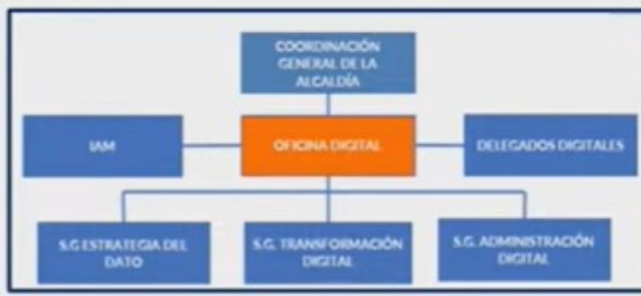 COORDINACIÓN
GENERAL DE LA
ALCALDÍA
IAM
OFICINA DIGITAL
DELEGADOS DIGITALES
S.G ESTRATEGIA DEL
DATO
S.G. TRANSFORMACIÓN
DIGITAL
S.G. ADMINISTRACIÓN
DIGITAL